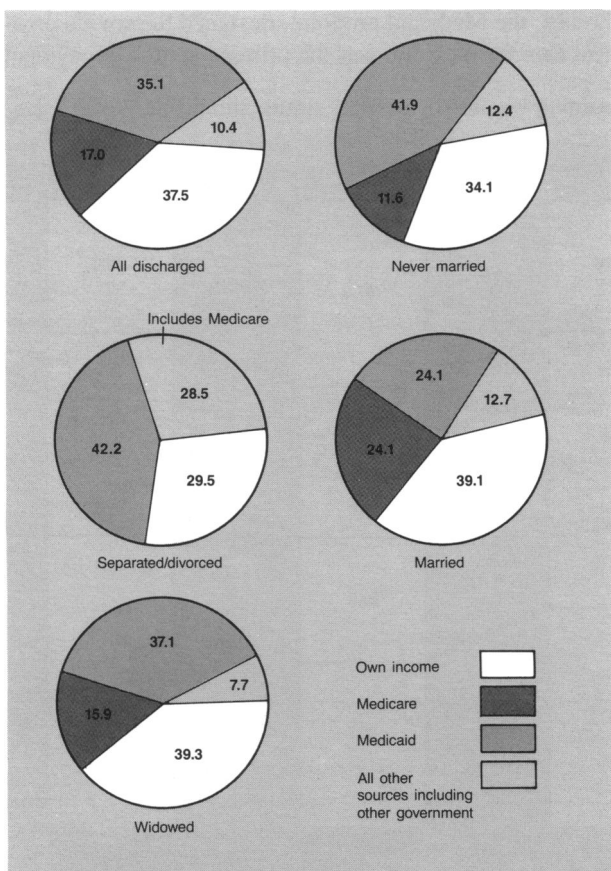 35.1
10.4
17.0
37.5
All discharged
41.9
12.4
11.6
34.1
Never married
Includes Medicare
28.5
42.2
29.5
Separated/divorced
24.1
12.7
24.1
39.1
Married
37.1
7.7
15.9
39.3
Widowed
Own income
Medicare
Medicaid
All other
sources including
other government